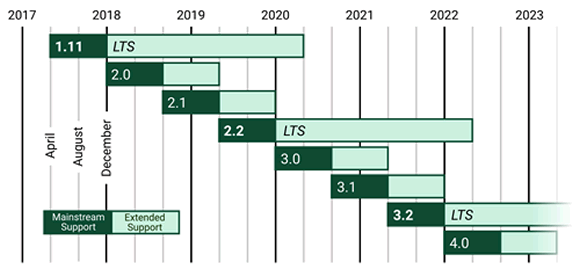 2017 2018 2019 2020 2021 2022 2023
1.11 LTS
2.0
2.1
2.2 LTS
3.0
3.1
3.2 LTS
4.0
April
August
December
Mainstream Support
Extended Support